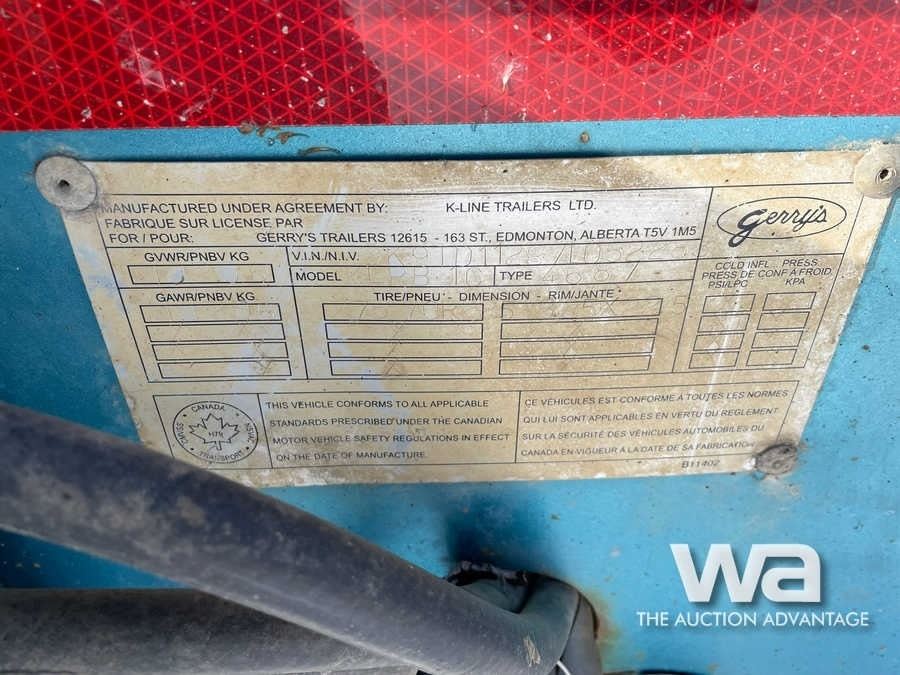 MANUFACTURED UNDER AGREEMENT BY: K-LINE TRAILERS LTD.
FABRIQUE SUR LICENSE PAR
FOR / POUR: GERRY'S TRAILERS 12615 - 163 ST., EDMONTON, ALBERTA T5V 1M5
Gerry's
GVWR/PNBV KG
V.I.N./N.I.V.
MODEL TYPE
GAWR/PNBV KG
TIRE/PNEU - DIMENSION - RIM/JANTE
COLD INFL. PRESS.
PRESS DE CONF À FROID.
PSI/LPC KPA
CANADA
TRANSPORT
THIS VEHICLE CONFORMS TO ALL APPLICABLE
STANDARDS PRESCRIBED UNDER THE CANADIAN
MOTOR VEHICLE SAFETY REGULATIONS IN EFFECT
ON THE DATE OF MANUFACTURE.
CE VÉHICULES EST CONFORME A TOUTES LES NORMES
QUI LUI SONT APPLICABLES EN VERTU DU REGLEMENT
SUR LA SÉCURITÉ DES VÉHICULES AUTOMOBILES DU
CANADA EN VIGUEUR A LA DATE DE SA FABRICATION.
B11402
wa
THE AUCTION ADVANTAGE